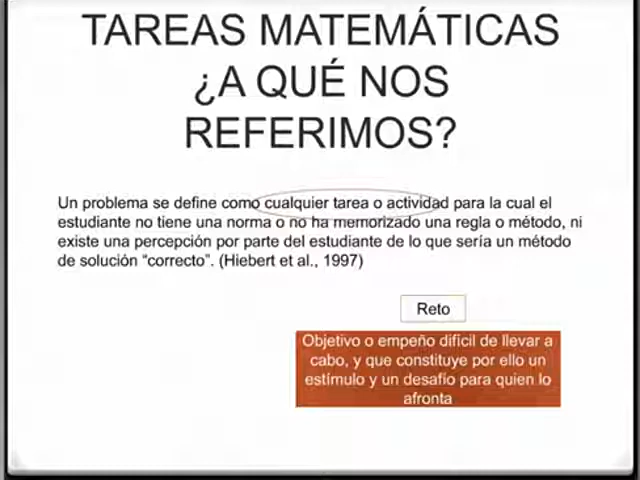 TAREAS MATEMÁTICAS
¿A QUÉ NOS
REFERIMOS?
Un problema se define como cualquier tarea o actividad para la cual el
estudiante no tiene una norma o no ha memorizado una regla o método, ni
existe una percepción por parte del estudiante de lo que sería un método
de solución “correcto”. (Hiebert et al., 1997)
Reto
Objetivo o empeño difícil de llevar a
cabo, y que constituye por ello un
estímulo y un desafío para quien lo
afronta